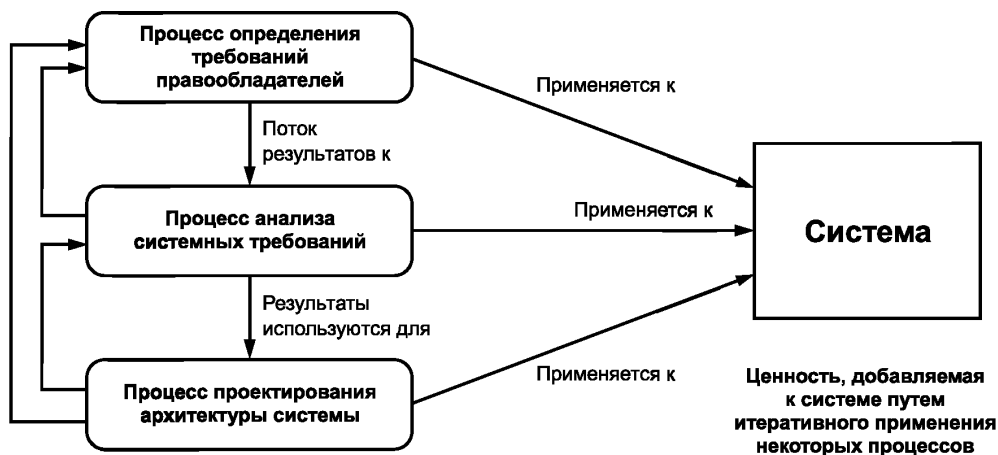 Процесс определения
требований
правообладателей
Применяется к
Поток
результатов к
Процесс анализа
системных требований
Применяется к
Система
Результаты
используются для
Процесс проектирования
архитектуры системы
Применяется к
Ценность, добавляемая
к системе путем
итеративного применения
некоторых процессов